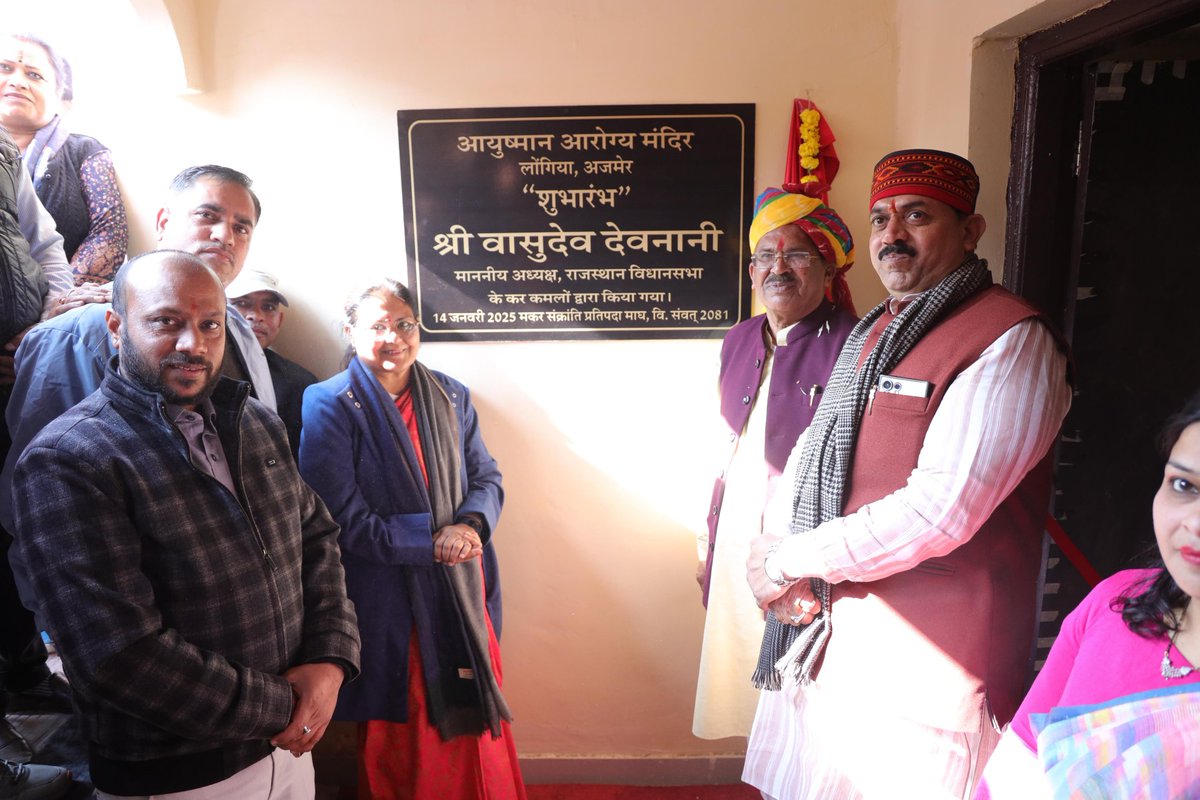 आयुष्मान आरोग्य मंदिर
लोंगिया, अजमेर
“शुभारंभ”
श्री वासुदेव देवनानी
माननीय अध्यक्ष, राजस्थान विधानसभा
के कर कमलों द्वारा किया गया।
14 जनवरी 2025 मकर संक्रांति प्रतिपदा माघ, वि. संवत् 2081